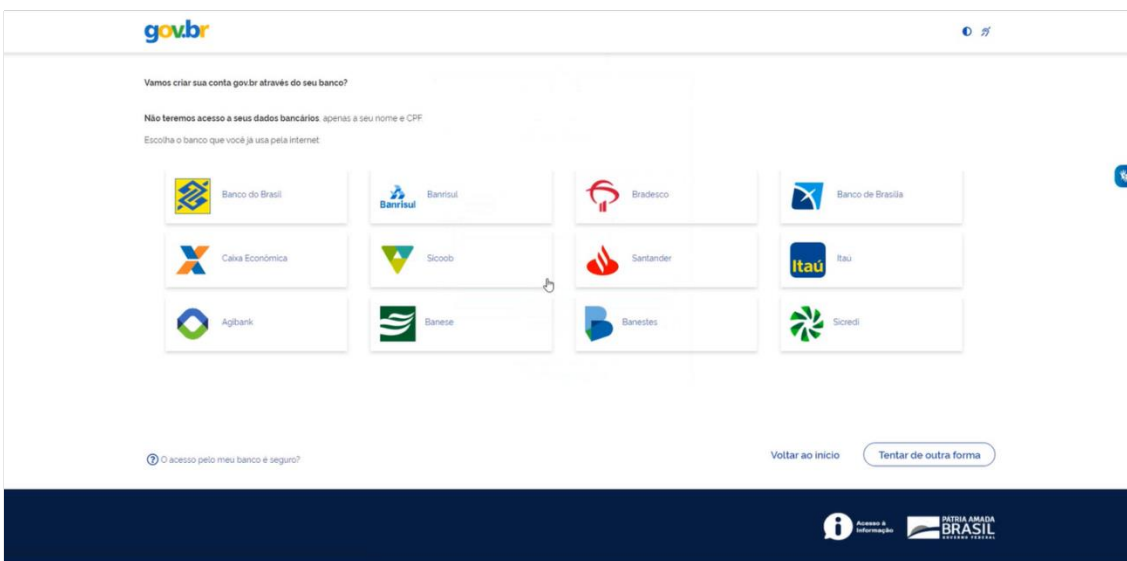 gov.br
Vamos criar sua conta gov.br através do seu banco?
Não teremos acesso a seus dados bancários, apenas a seu nome e CPF
Escolha o banco que você já usa pela internet
Banco do Brasil
Banrisul Banrisul
Bradesco
Banco de Brasília
Caixa Econômica
Sicoob
Santander
Itaú Itaú
Agibank
Banese
Banestes
Sicredi
? O acesso pelo meu banco é seguro?
Voltar ao início
Tentar de outra forma
i Acesso à
Informação
PÁTRIA AMADA
BRASIL
GOVERNO FEDERAL